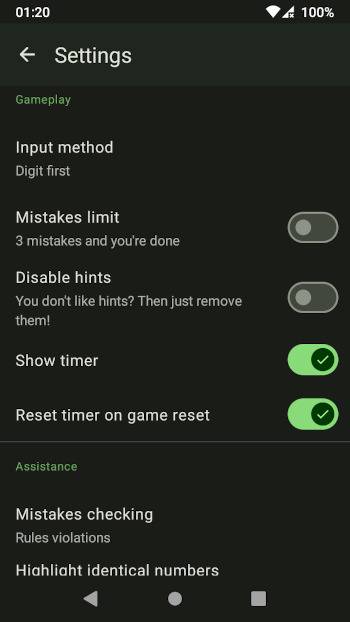 01:20
100%
Settings
Gameplay
Input method
Digit first
Mistakes limit
3 mistakes and you're done
Disable hints
You don't like hints? Then just remove
them!
Show timer
Reset timer on game reset
Assistance
Mistakes checking
Rules violations
Highlight identical numbers